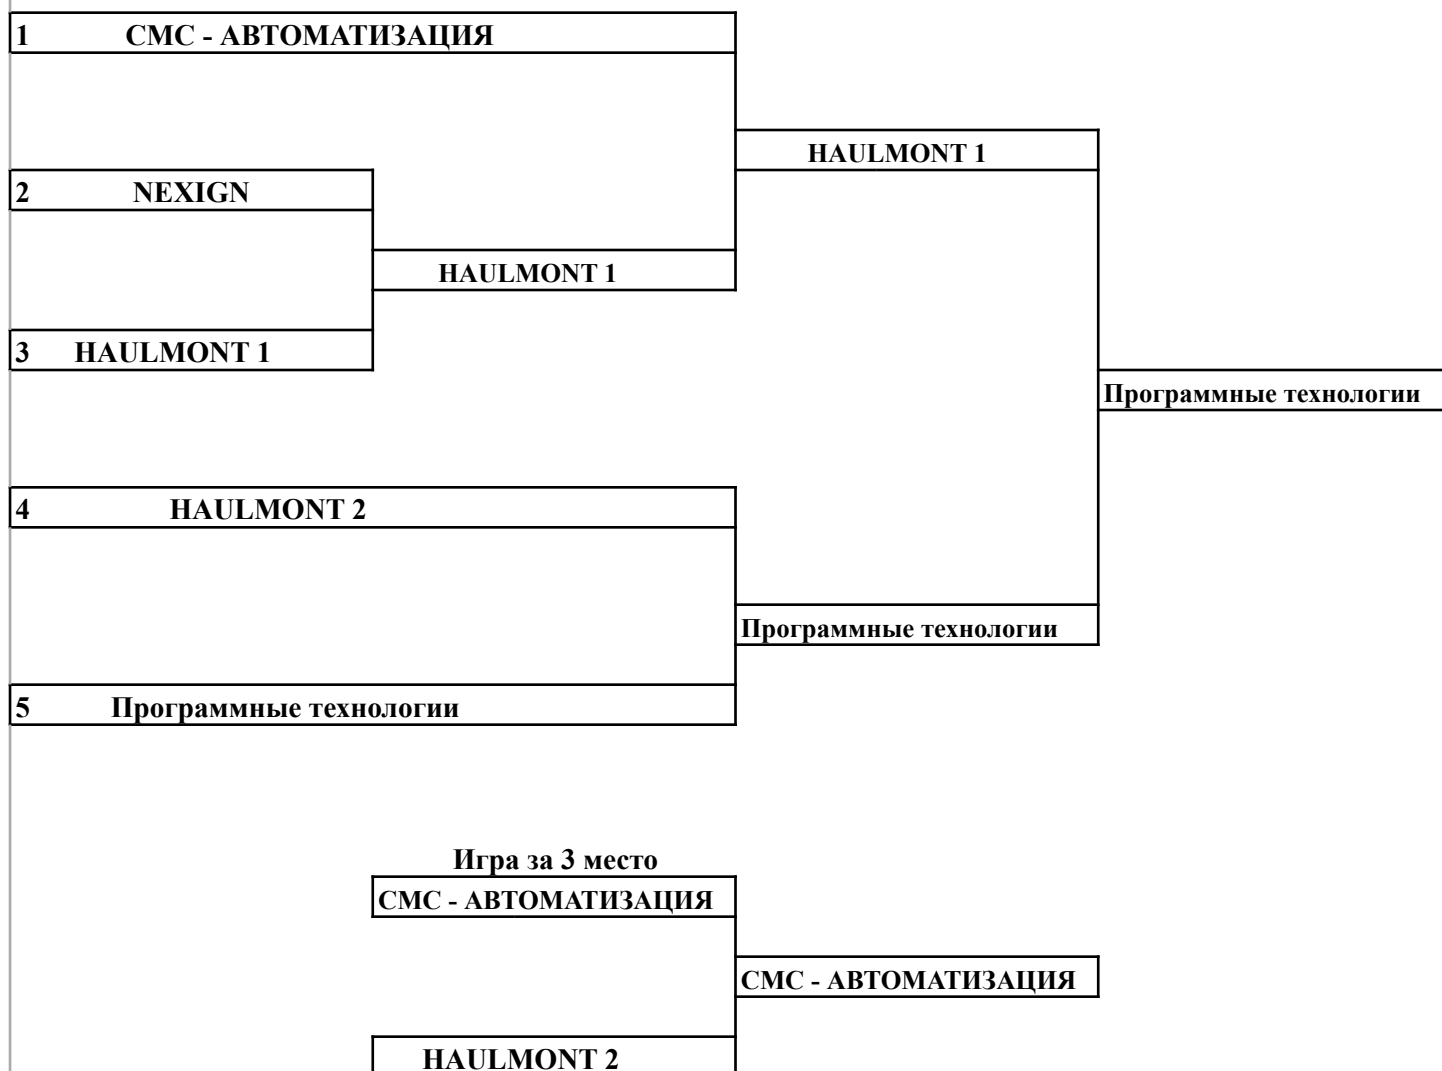 1 СМС - АВТОМАТИЗАЦИЯ
HAULMONT 1
2 NEXIGN
HAULMONT 1
3 HAULMONT 1
Программные технологии
4 HAULMONT 2
Программные технологии
5 Программные технологии
Игра за 3 место
СМС - АВТОМАТИЗАЦИЯ
СМС - АВТОМАТИЗАЦИЯ
HAULMONT 2